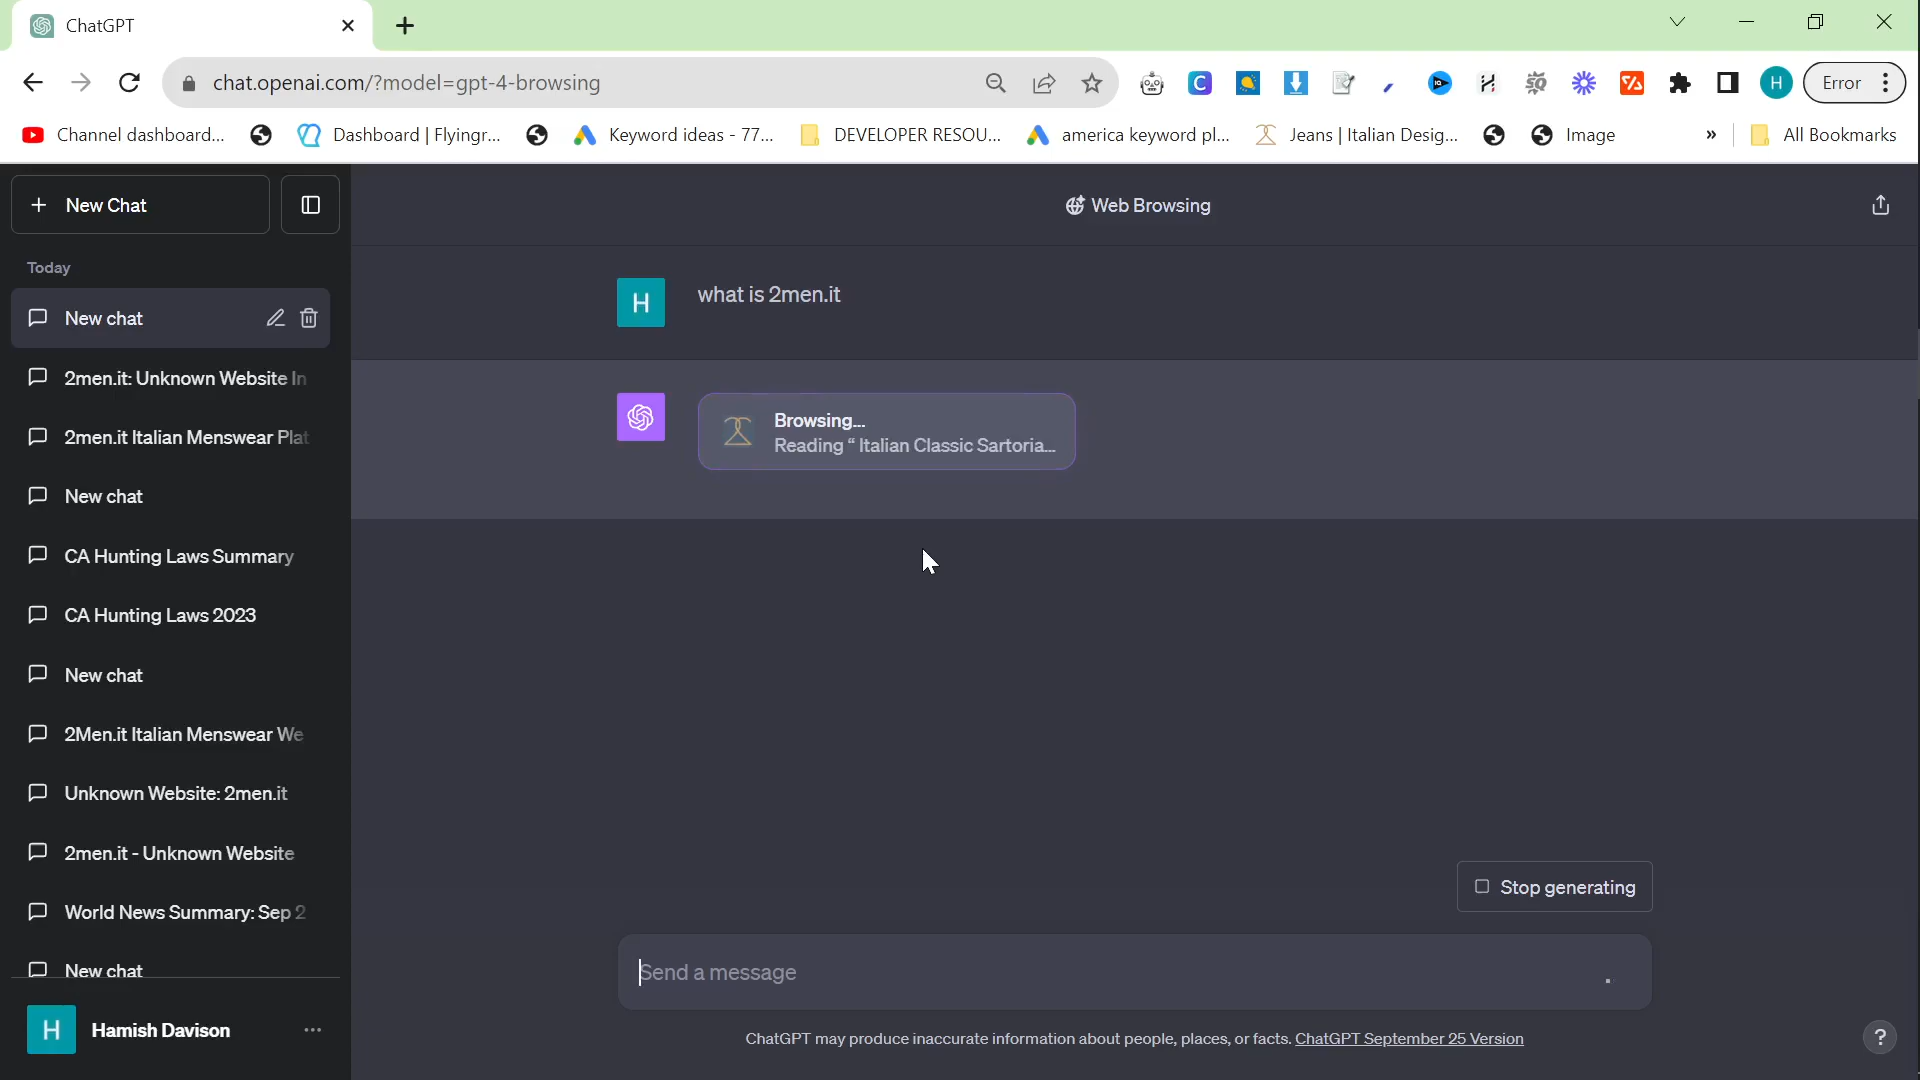 ChatGPT
chat.openai.com/?model=gpt-4-browsing
H
Error
Channel dashboard...
Dashboard | Flyingr...
Keyword ideas - 77...
DEVELOPER RESOU...
america keyword pl...
Jeans | Italian Desig...
Image
»
All Bookmarks
New Chat
Web Browsing
Today
New chat
2men.it: Unknown Website In
2men.it Italian Menswear Plat
New chat
CA Hunting Laws Summary
CA Hunting Laws 2023
New chat
2Men.it Italian Menswear We
Unknown Website: 2men.it
2men.it - Unknown Website
World News Summary: Sep 2
New chat
H
Hamish Davison
H
what is 2men.it
Browsing...
Reading “ Italian Classic Sartoria...
Stop generating
Send a message
ChatGPT may produce inaccurate information about people, places, or facts. ChatGPT September 25 Version
?